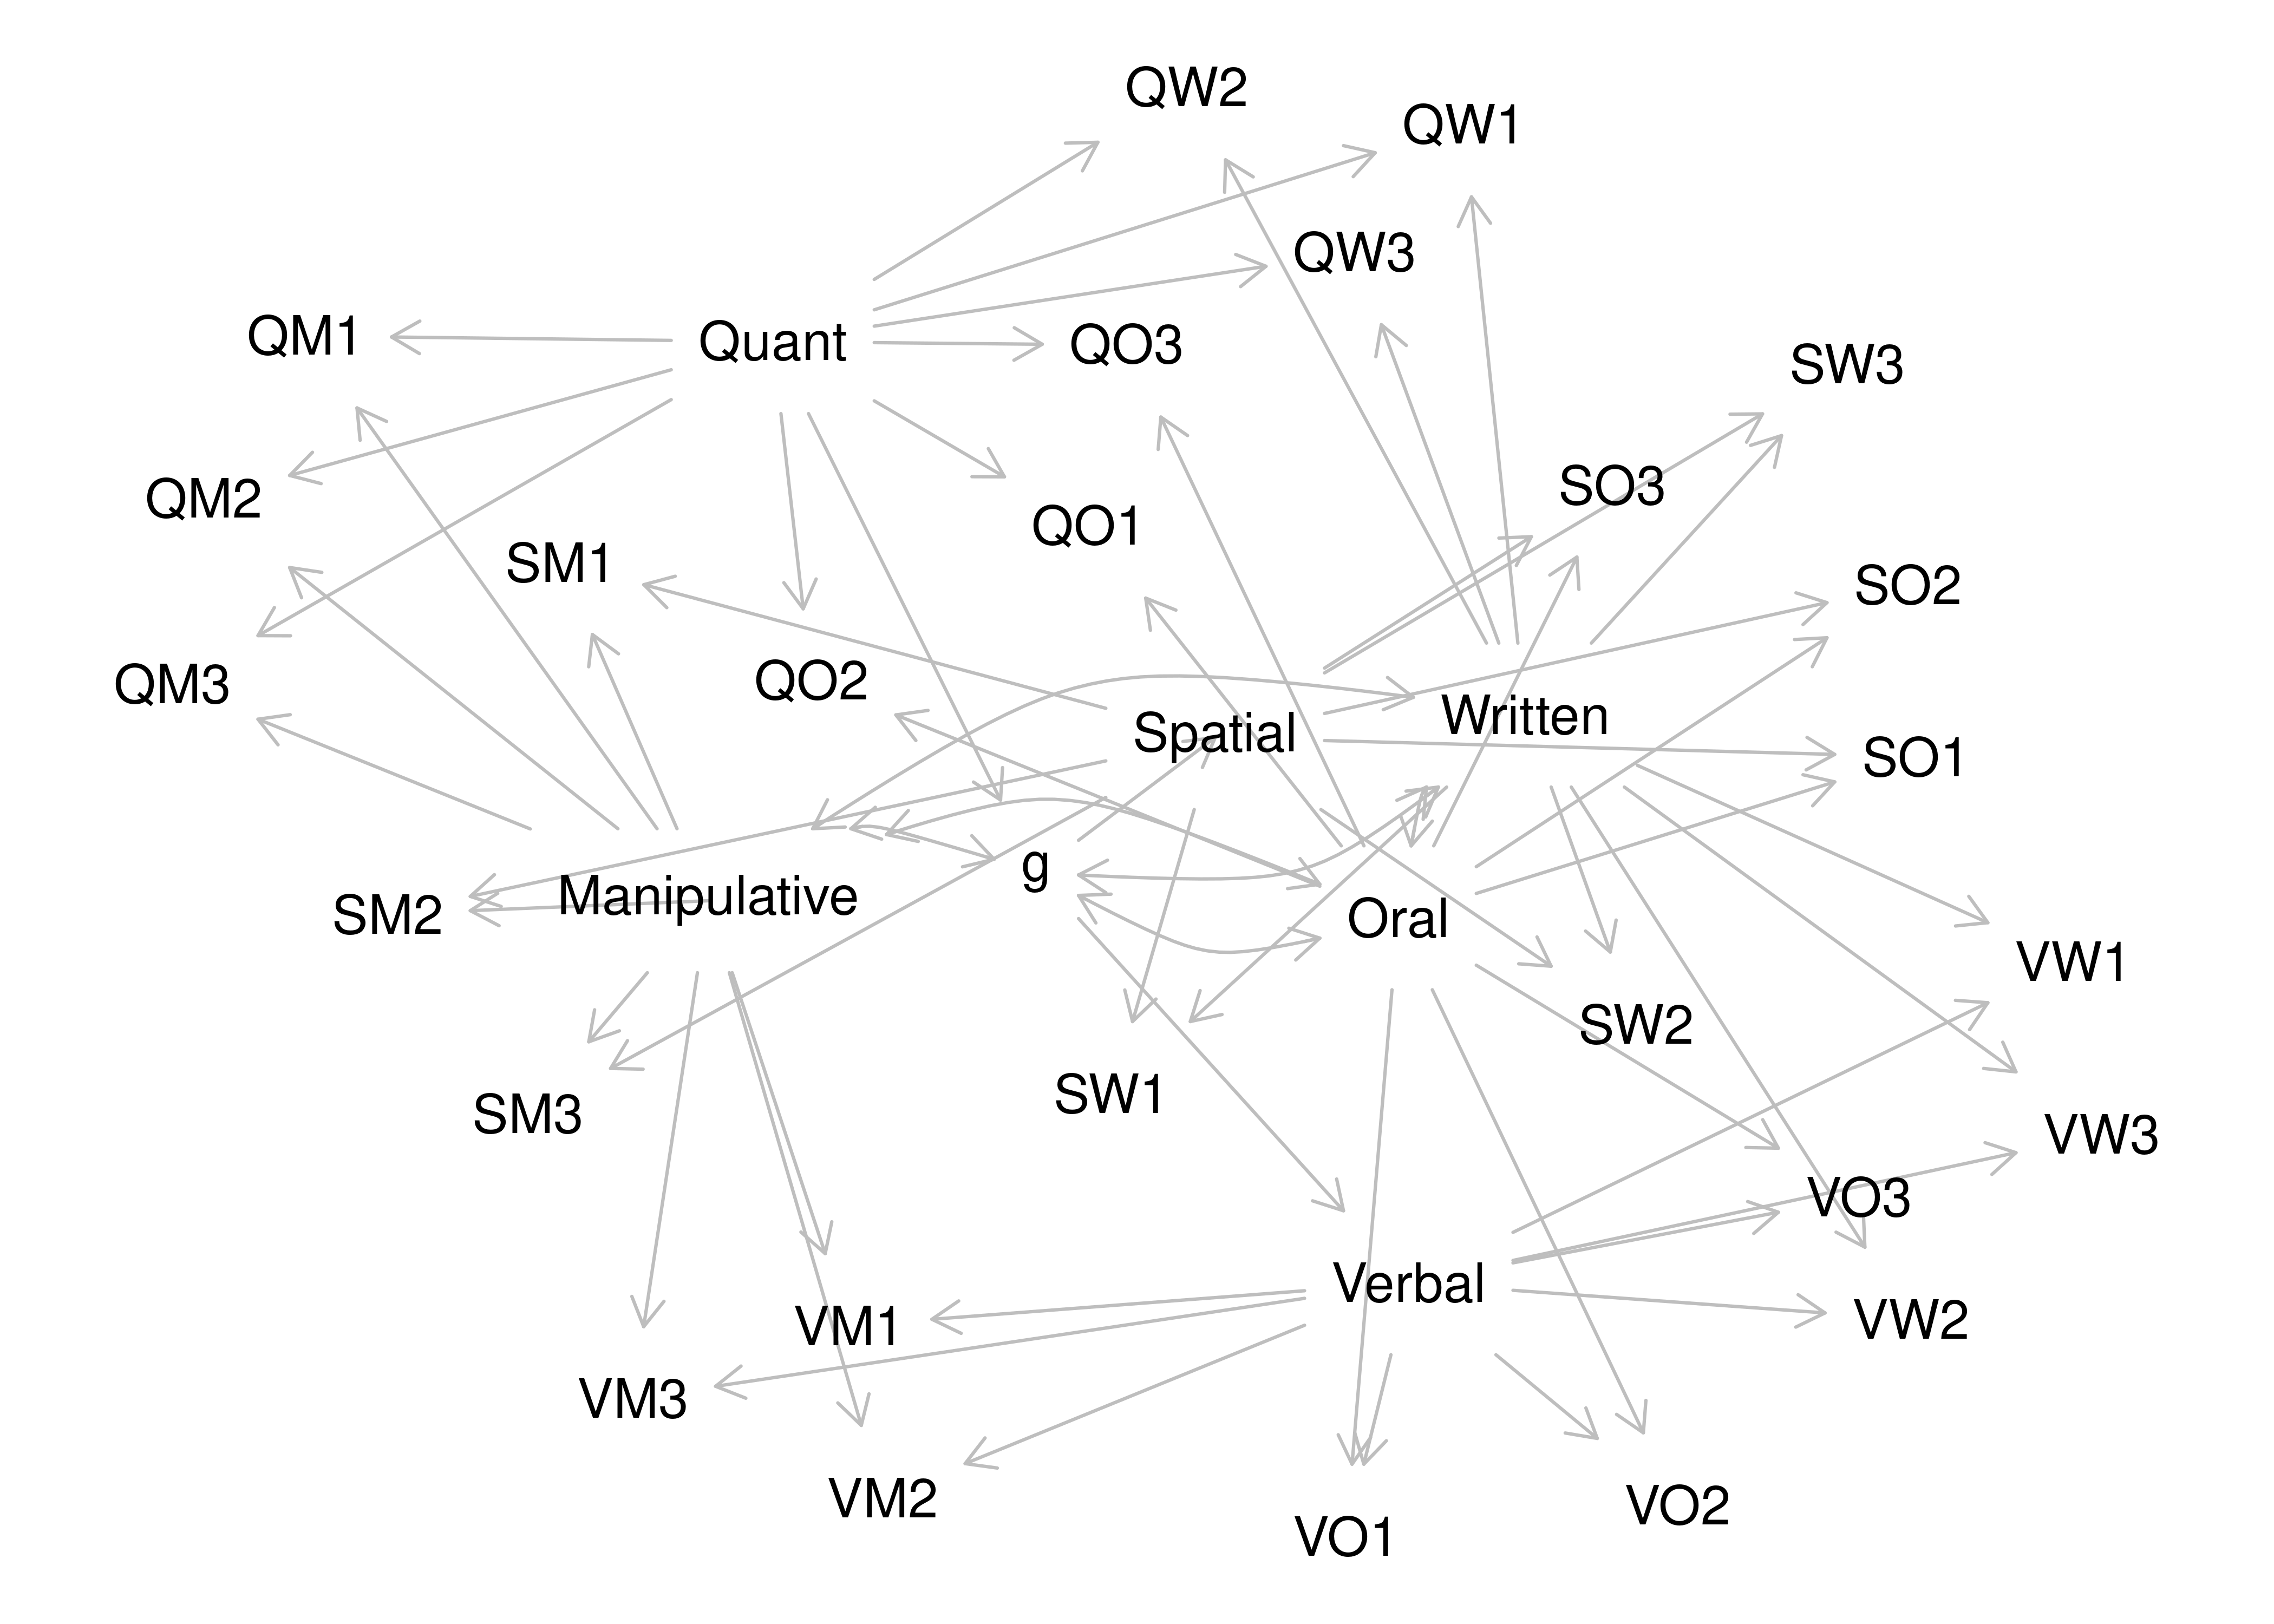 QW2
QW1
QW3
QM1
Quant
QO3
SW3
QM2
SO3
QO1
SM1
SO2
QM3
QO2
Written
Spatial
SO1
g
Manipulative
SM2
Oral
VW1
SW2
SW1
SM3
VW3
VO3
Verbal
VM1
VW2
VM3
VM2
VO2
VO1